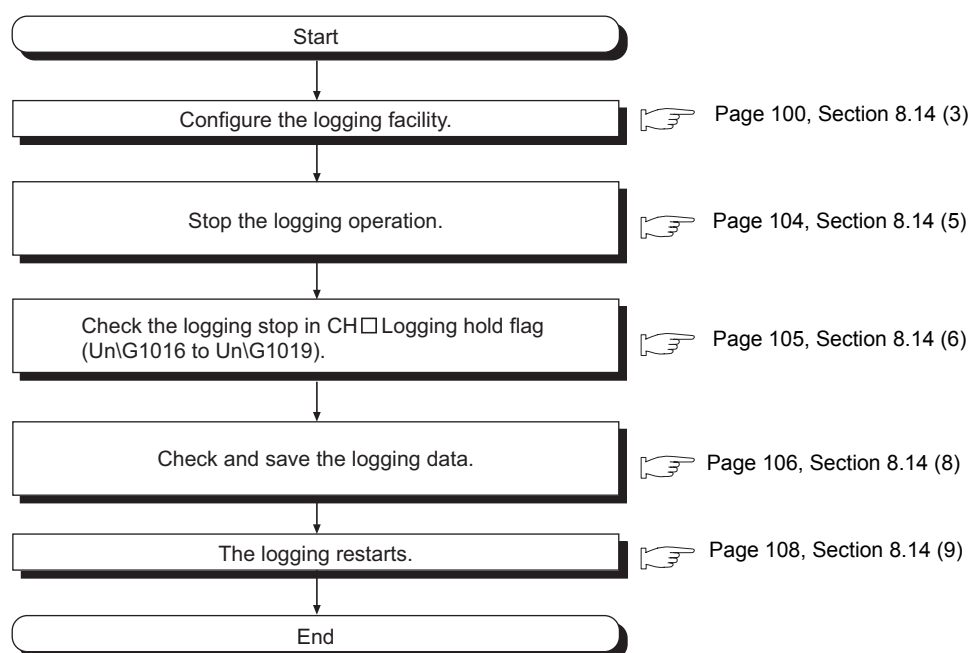 Start
Configure the logging facility.
Page 100, Section 8.14 (3)
Stop the logging operation.
Page 104, Section 8.14 (5)
Check the logging stop in CH□ Logging hold flag
(Un\G1016 to Un\G1019).
Page 105, Section 8.14 (6)
Check and save the logging data.
Page 106, Section 8.14 (8)
The logging restarts.
Page 108, Section 8.14 (9)
End